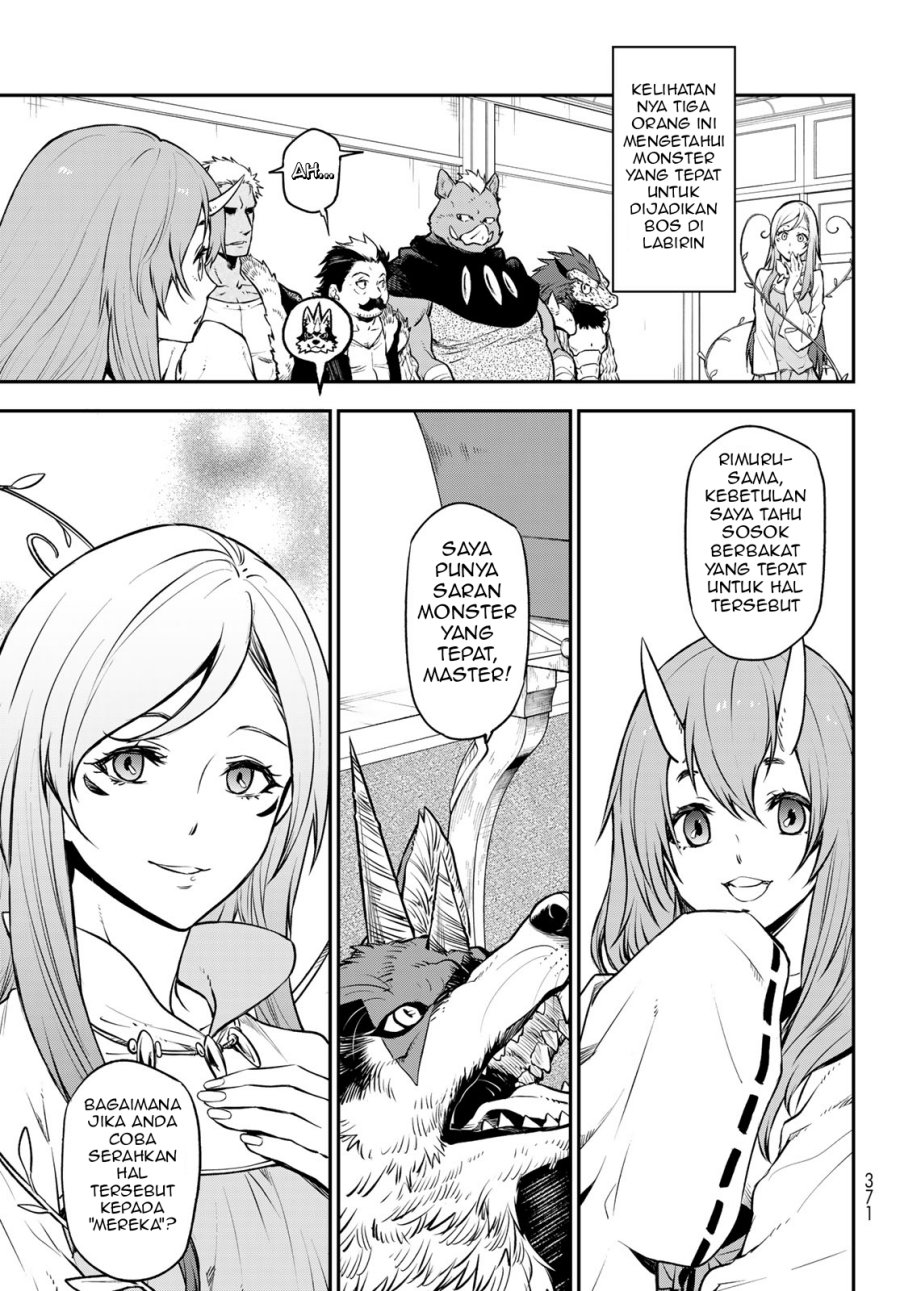 KELIHATAN
NYA TIGA
ORANG INI
MENGETAHUI
MONSTER
YANG TEPAT
UNTUK
DIJADIKAN
BOS DI
LABIRIN
AH...
RIMURU-
SAMA,
KEBETULAN
SAYA TAHU
SOSOK
BERBAKAT
YANG TEPAT
UNTUK HAL
TERSEBUT
SAYA
PUNYA
SARAN
MONSTER
YANG
TEPAT,
MASTER!
BAGAIMANA
JIKA ANDA
COBA
SERAHKAN
HAL
TERSEBUT
KEPADA
"MEREKA"?
371